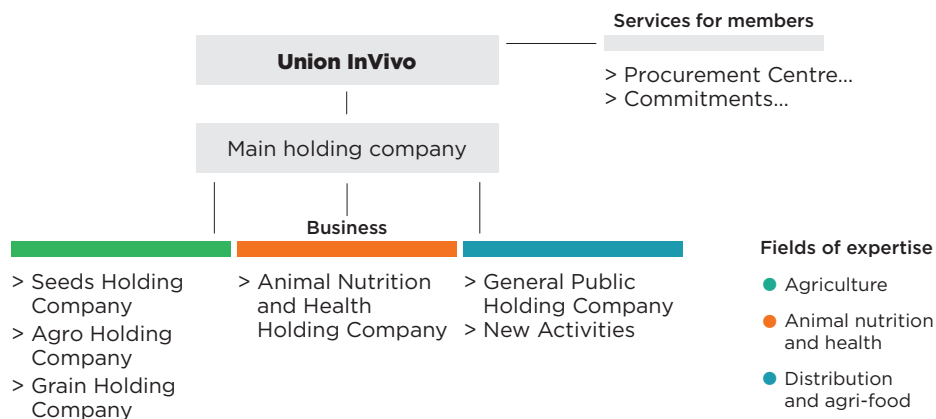 Services for members
Union InVivo
> Procurement Centre...
> Commitments...
Main holding company
Business
> Seeds Holding
Company
> Agro Holding
Company
> Grain Holding
Company
> Animal Nutrition
and Health
Holding Company
> General Public
Holding Company
> New Activities
Fields of expertise
Agriculture
Animal nutrition
and health
Distribution
and agri-food